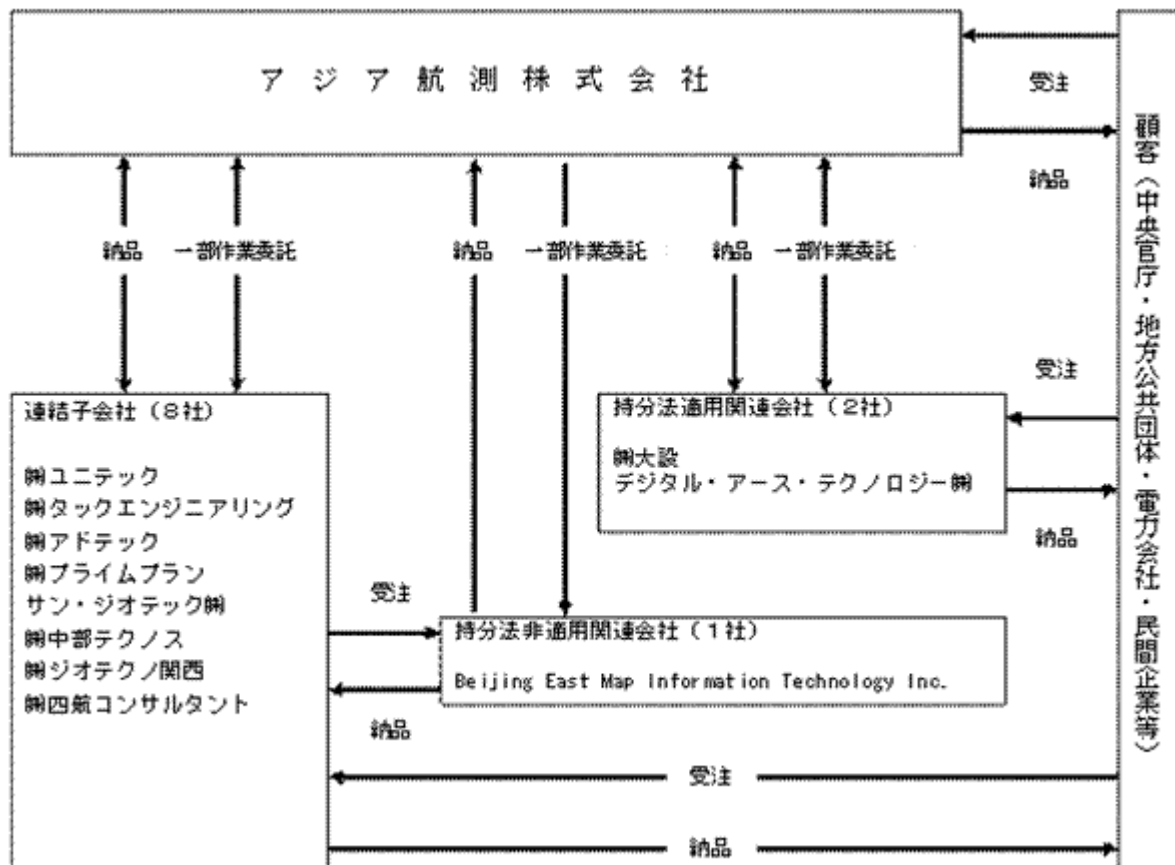 アジア航測株式会社
受注
納品
顧客（中央官庁・地方公共団体・電力会社・民間企業等）
納品
一部作業委託
納品
一部作業委託
納品
一部作業委託
連結子会社（８社）
㈱ユニテック
㈱タックエンジニアリング
㈱アドテック
㈱プライムプラン
サン・ジオテック㈱
㈱中部テクノス
㈱ジオテクノ関西
㈱四航コンサルタント
持分法適用関連会社（２社）
㈱大設
デジタル・アース・テクノロジー㈱
受注
納品
受注
持分法非適用関連会社（１社）
Beijing East Map Information Technology Inc.
納品
受注
納品